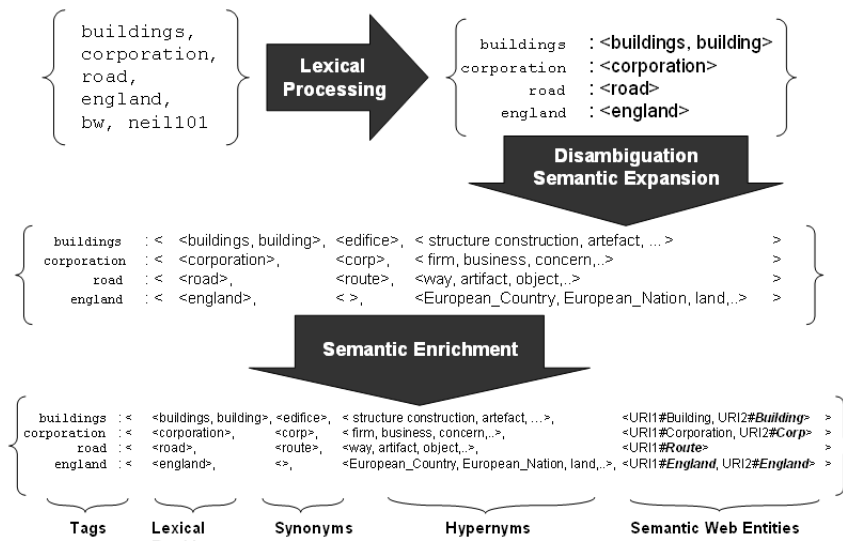 buildings,
corporation,
road,
england,
bw, neil101
Lexical
Processing
buildings : <buildings, building>
corporation : <corporation>
road : <road>
england : <england>
Disambiguation
Semantic Expansion
buildings : < <buildings, building>, <edifice>, < structure construction, artefact, ... > >
corporation : < <corporation>, <corp>, < firm, business, concern,..> >
road : < <road>, <route>, <way, artifact, object,..> >
england : < <england>, < >, <European_Country, European_Nation, land,..> >
Semantic Enrichment
buildings : < <buildings, building>, <edifice>, < structure construction, artefact, ...>, <URI1#Building, URI2#Building> >
corporation : < <corporation>, <corp>, < firm, business, concern,..>, <URI1#Corporation, URI2#Corp> >
road : < <road>, <route>, <way, artifact, object,..>, <URI1#Route> >
england : < <england>, <>, <European_Country, European_Nation, land,..>, <URI1#England, URI2#England> >
Tags Lexical Synonyms Hypernyms Semantic Web Entities